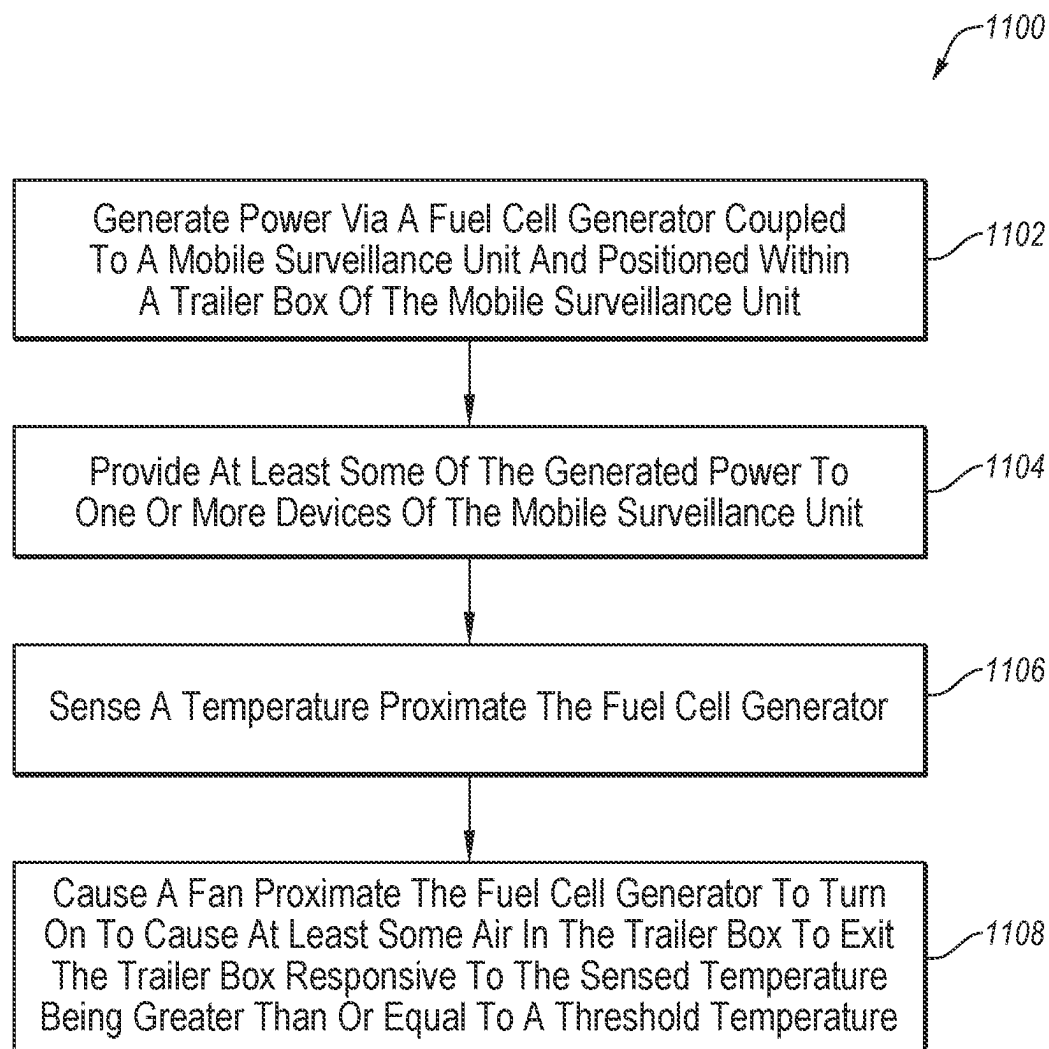 1100
Generate Power Via A Fuel Cell Generator Coupled
To A Mobile Surveillance Unit And Positioned Within
A Trailer Box Of The Mobile Surveillance Unit
1102
Provide At Least Some Of The Generated Power To
One Or More Devices Of The Mobile Surveillance Unit
1104
Sense A Temperature Proximate The Fuel Cell Generator
1106
Cause A Fan Proximate The Fuel Cell Generator To Turn
On To Cause At Least Some Air In The Trailer Box To Exit
The Trailer Box Responsive To The Sensed Temperature
Being Greater Than Or Equal To A Threshold Temperature
1108